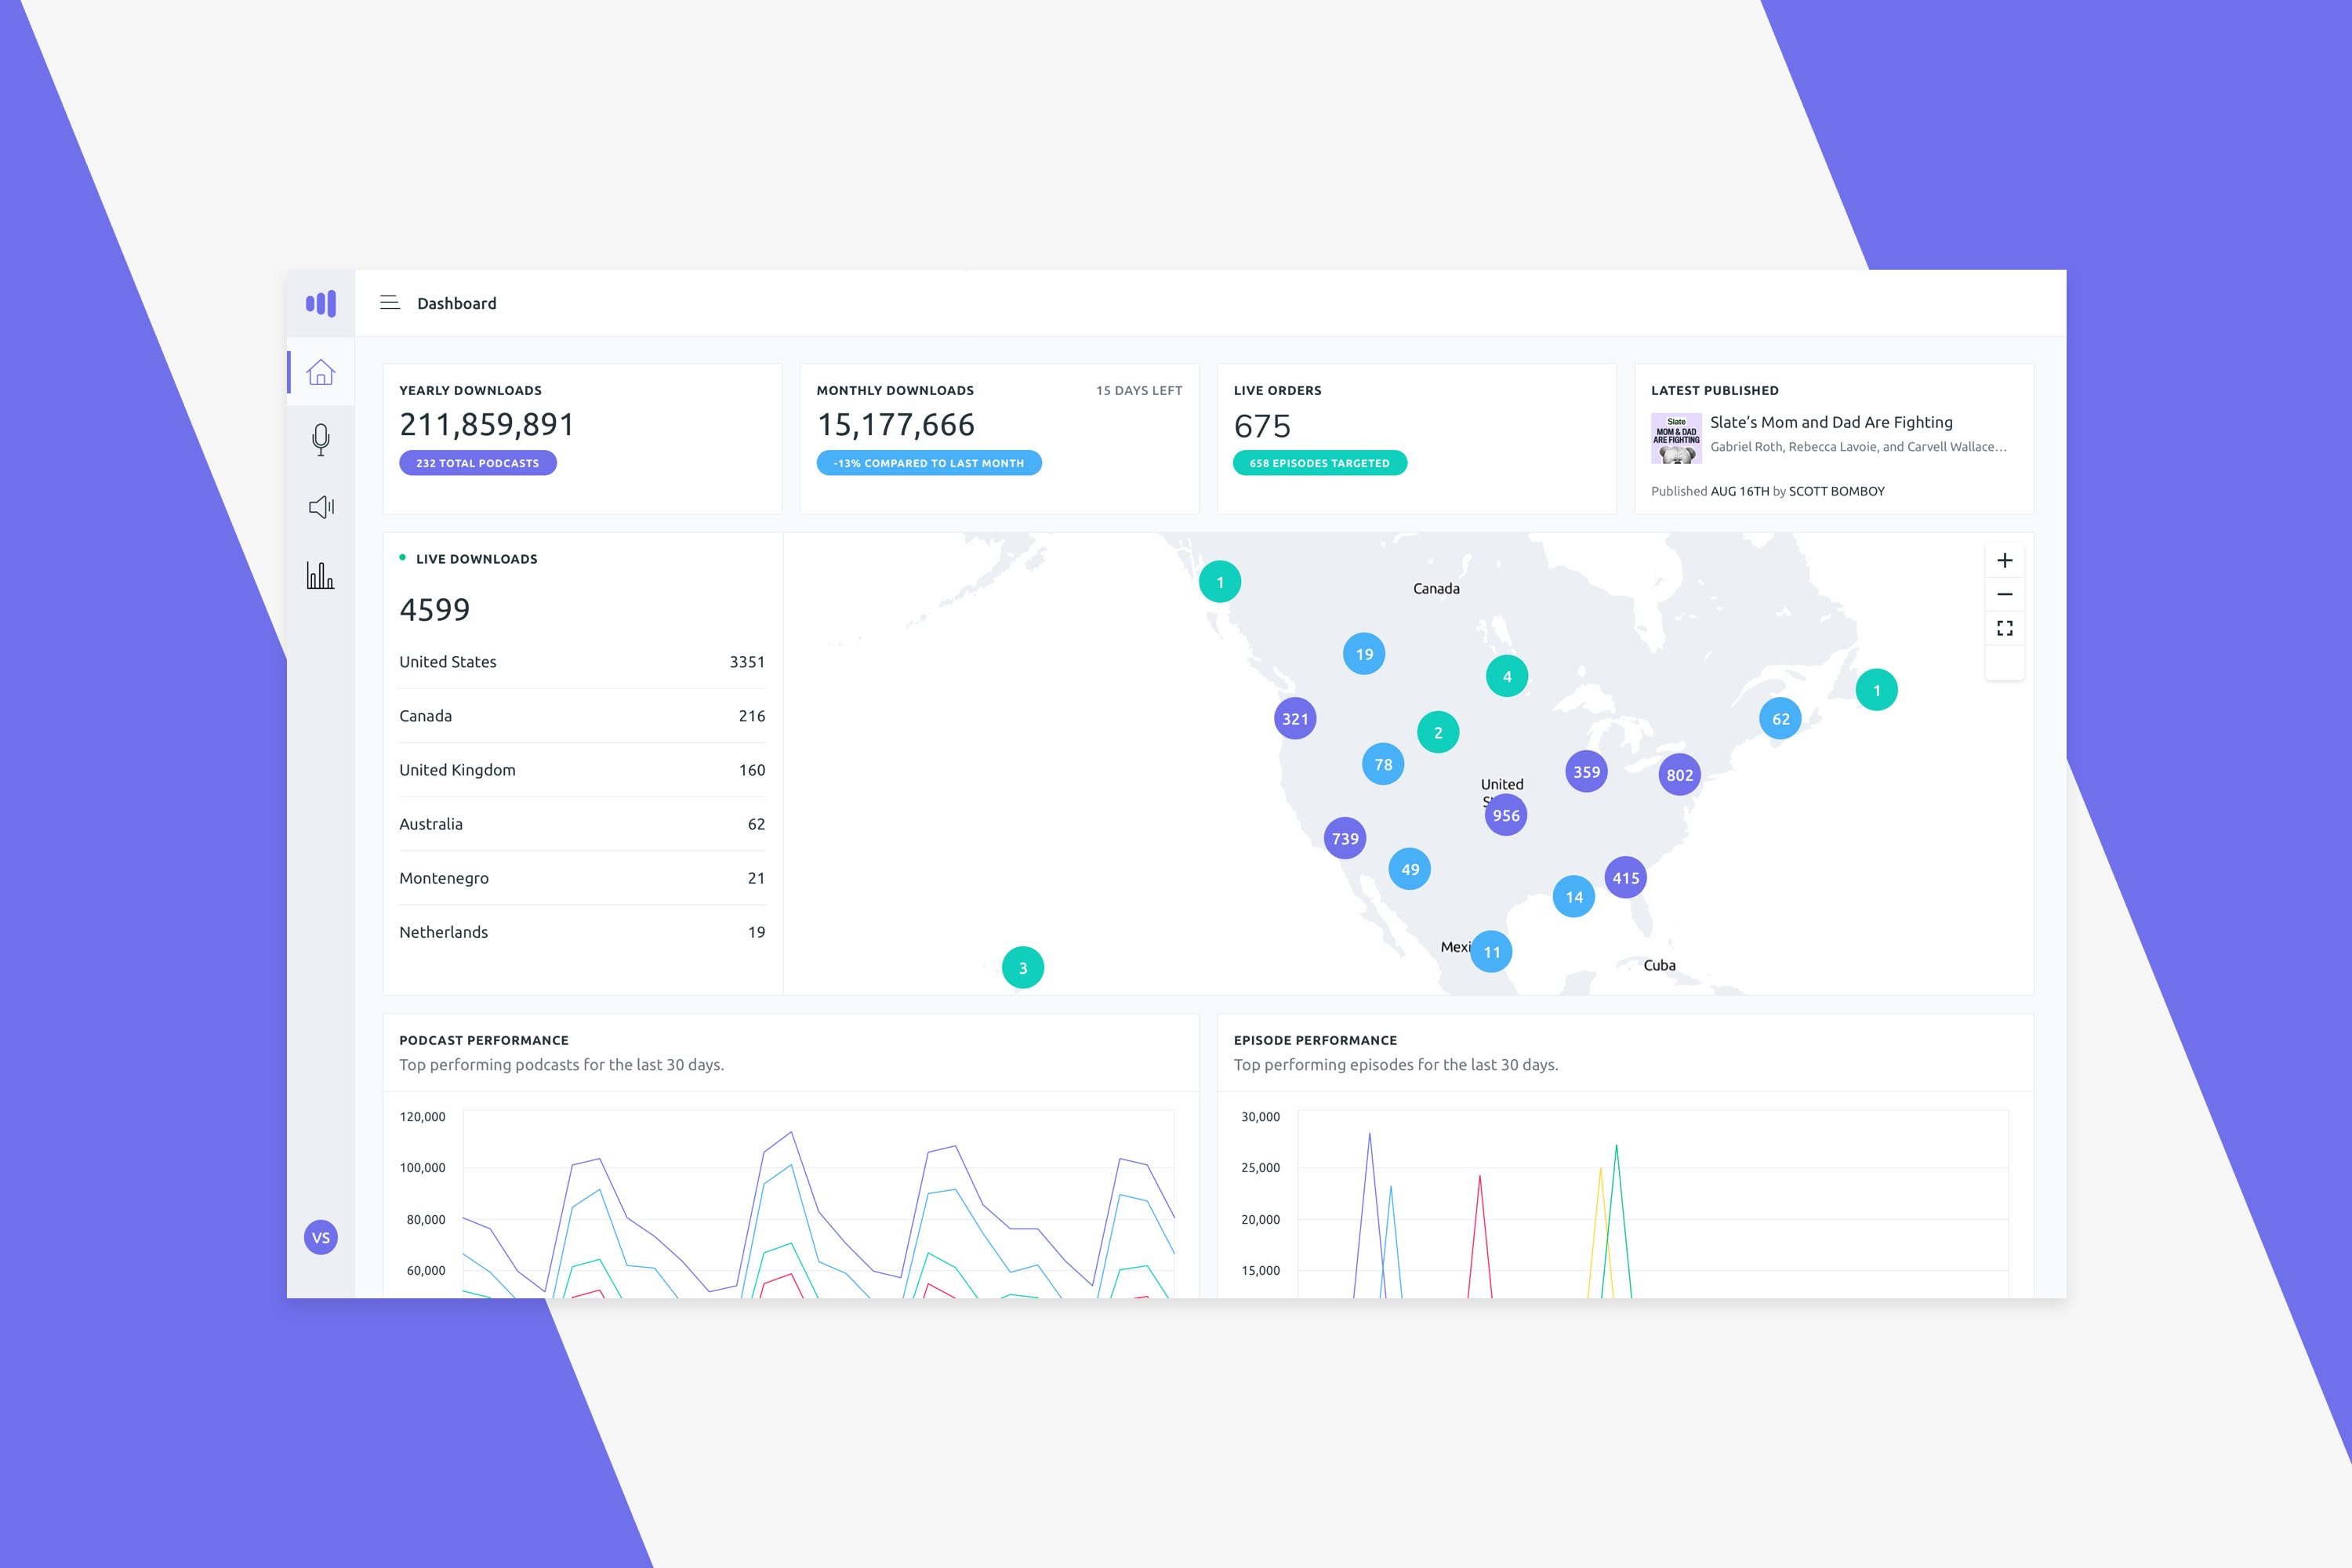 Dashboard
YEARLY DOWNLOADS
211,859,891
232 TOTAL PODCASTS
MONTHLY DOWNLOADS
15 DAYS LEFT
15,177,666
-13% COMPARED TO LAST MONTH
LIVE ORDERS
675
658 EPISODES TARGETED
LATEST PUBLISHED
Slate
MOM & DAD
ARE FIGHTING
Slate’s Mom and Dad Are Fighting
Gabriel Roth, Rebecca Lavoie, and Carvell Wallace...
Published AUG 16TH by SCOTT BOMBOY
LIVE DOWNLOADS
4599
United States 3351
Canada 216
United Kingdom 160
Australia 62
Montenegro 21
Netherlands 19
1
Canada
19
4
1
321
62
2
78
359
802
United
956
739
49
415
14
Mexi
11
Cuba
3
+
−
PODCAST PERFORMANCE
Top performing podcasts for the last 30 days.
120,000
100,000
80,000
60,000
EPISODE PERFORMANCE
Top performing episodes for the last 30 days.
30,000
25,000
20,000
15,000
VS